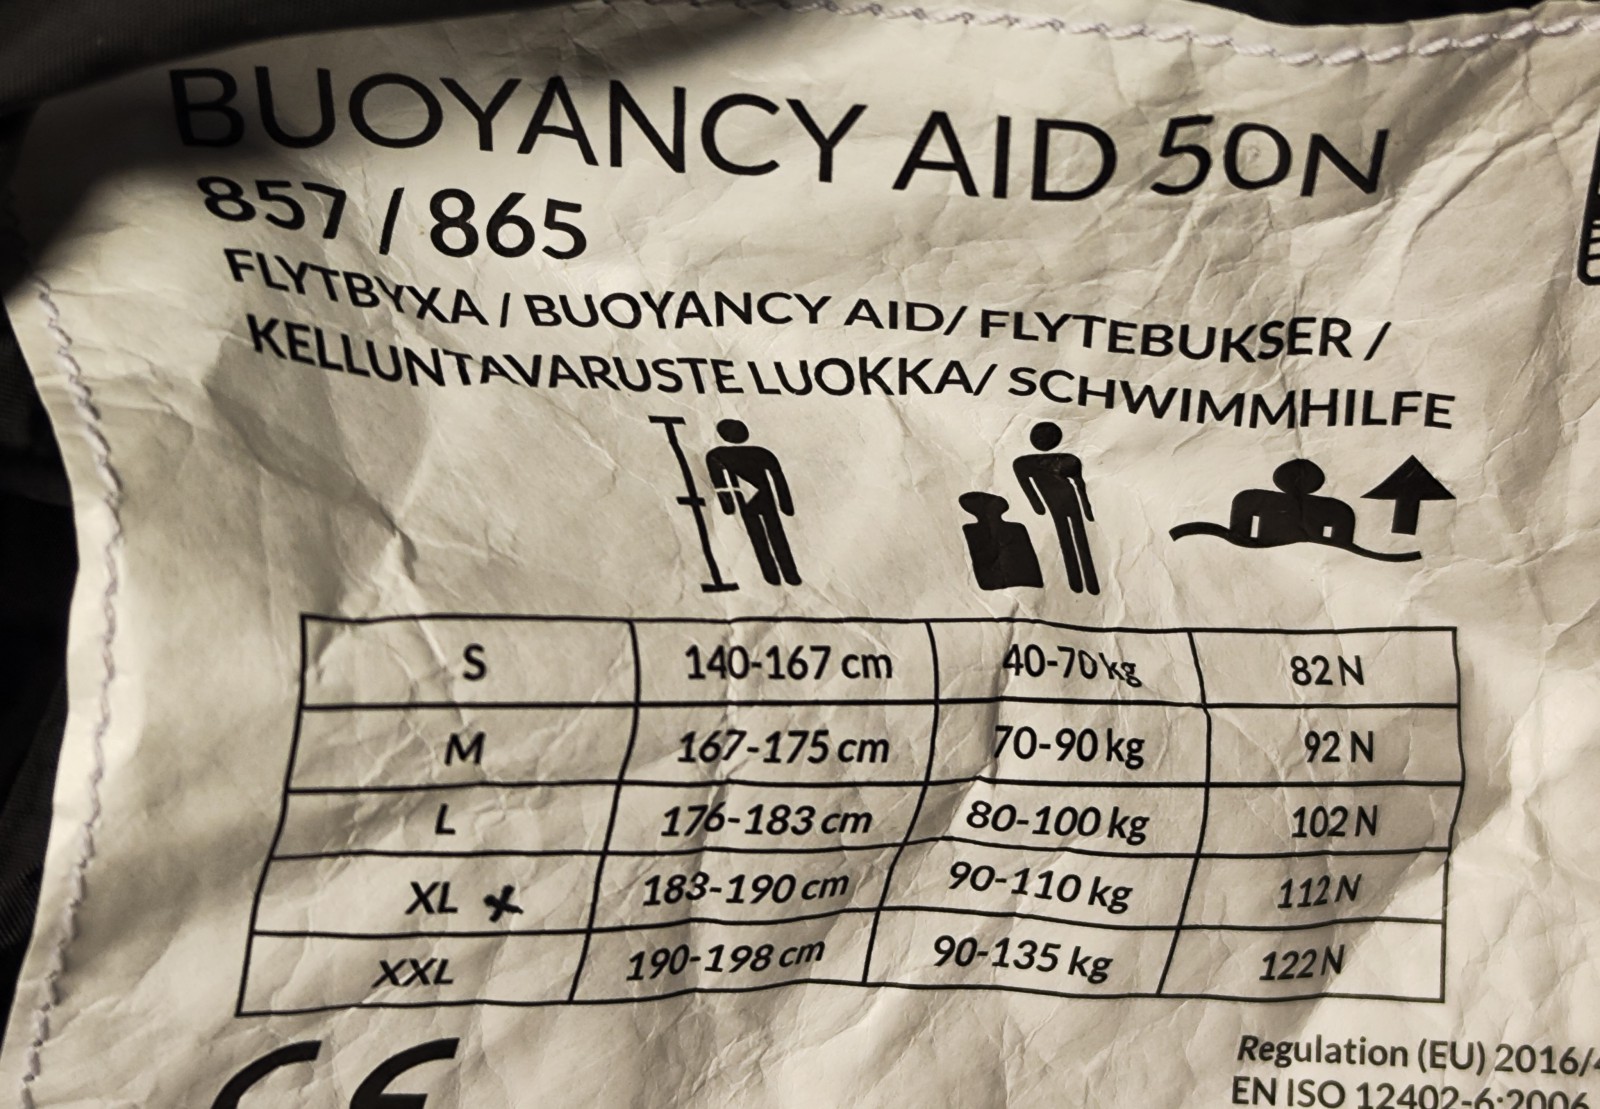 BUOYANCY AID 50N
857 / 865
FLYTBYXA / BUOYANCY AID/ FLYTEBUKSER /
KELLUNTAVARUSTE LUOKKA/ SCHWIMMHILFE
S 140-167 cm 40-70 kg 82 N
M 167-175 cm 70-90 kg 92 N
L 176-183 cm 80-100 kg 102 N
XL x 183-190 cm 90-110 kg 112 N
XXL 190-198 cm 90-135 kg 122 N
CE
Regulation (EU) 2016/4
EN ISO 12402-6:2006